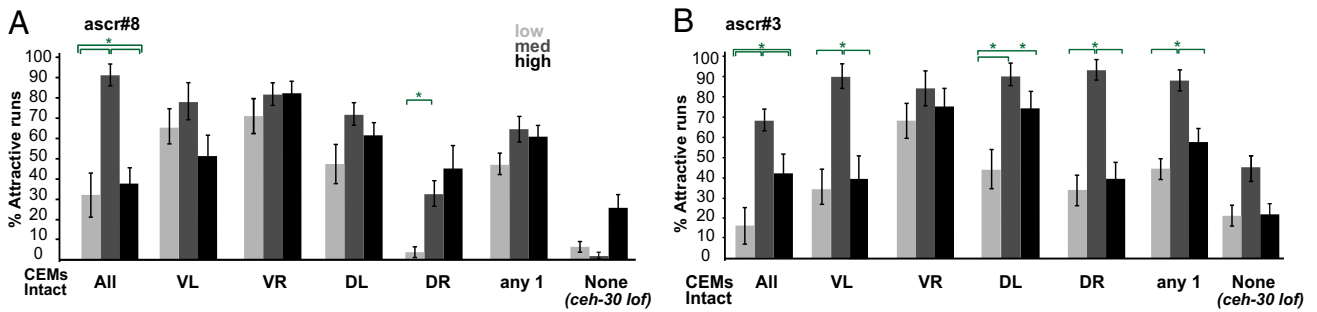 A
ascr#8
low
med
high
*
*
% Attractive runs
100
90
80
70
60
50
40
30
20
10
0
CEMs Intact
All VL VR DL DR any 1 None
(ceh-30 lof)
B
ascr#3
* * * * * *
% Attractive runs
100
90
80
70
60
50
40
30
20
10
0
CEMs Intact
All VL VR DL DR any 1 None
(ceh-30 lof)